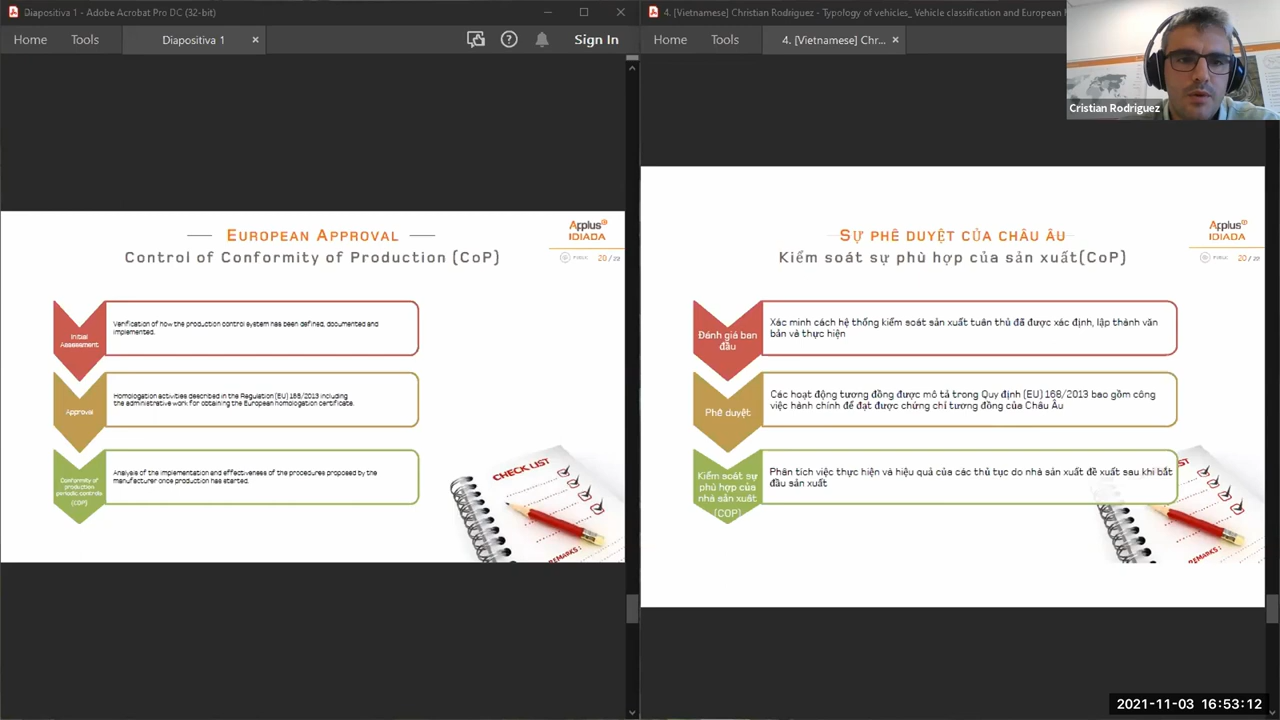 Diapositiva 1 - Adobe Acrobat Pro DC (32-bit)
Home
Tools
Diapositiva 1
Sign In
EUROPEAN APPROVAL
Control of Conformity of Production (CoP)
Applus
IDIADA
20 / 22
Initial
Assessment
Verification of how the production control system has been defined, documented and
implemented.
Approval
Homologation activities described in the Regulation (EU) 168/2013 including
the administrative work for obtaining the European homologation certificate.
Conformity of
production
periodic controls
(COP)
Analysis of the implementation and effectiveness of the procedures proposed by the
manufacturer once production has started.
CHECK LIST
REMARKS:
4. [Vietnamese] Christian Rodriguez - Typology of vehicles_ Vehicle classification and European
Home
Tools
4. [Vietnamese] Chr...
Cristian Rodriguez
SỰ PHÊ DUYỆT CỦA CHÂU ÂU
Kiểm soát sự phù hợp của sản xuất(CoP)
Applus
IDIADA
20 / 22
Đánh giá ban
đầu
Xác minh cách hệ thống kiểm soát sản xuất tuân thủ đã được xác định, lập thành văn
bản và thực hiện
Phê duyệt
Các hoạt động tương đồng được mô tả trong Quy định (EU) 168/2013 bao gồm công
việc hành chính để đạt được chứng chỉ tương đồng của Châu Âu
Kiểm soát sự
phù hợp của
nhà sản xuất
(COP)
Phân tích việc thực hiện và hiệu quả của các thủ tục do nhà sản xuất đề xuất sau khi bắt
đầu sản xuất
REMARKS:
2021-11-03 16:53:12